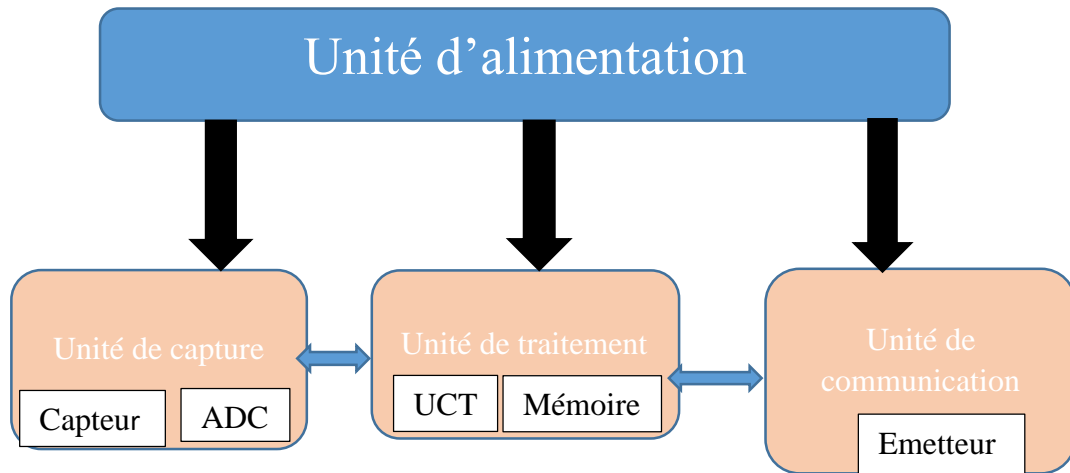 Unité d’alimentation
Unité de capture
Capteur
ADC
Unité de traitement
UCT
Mémoire
Unité de
communication
Emetteur